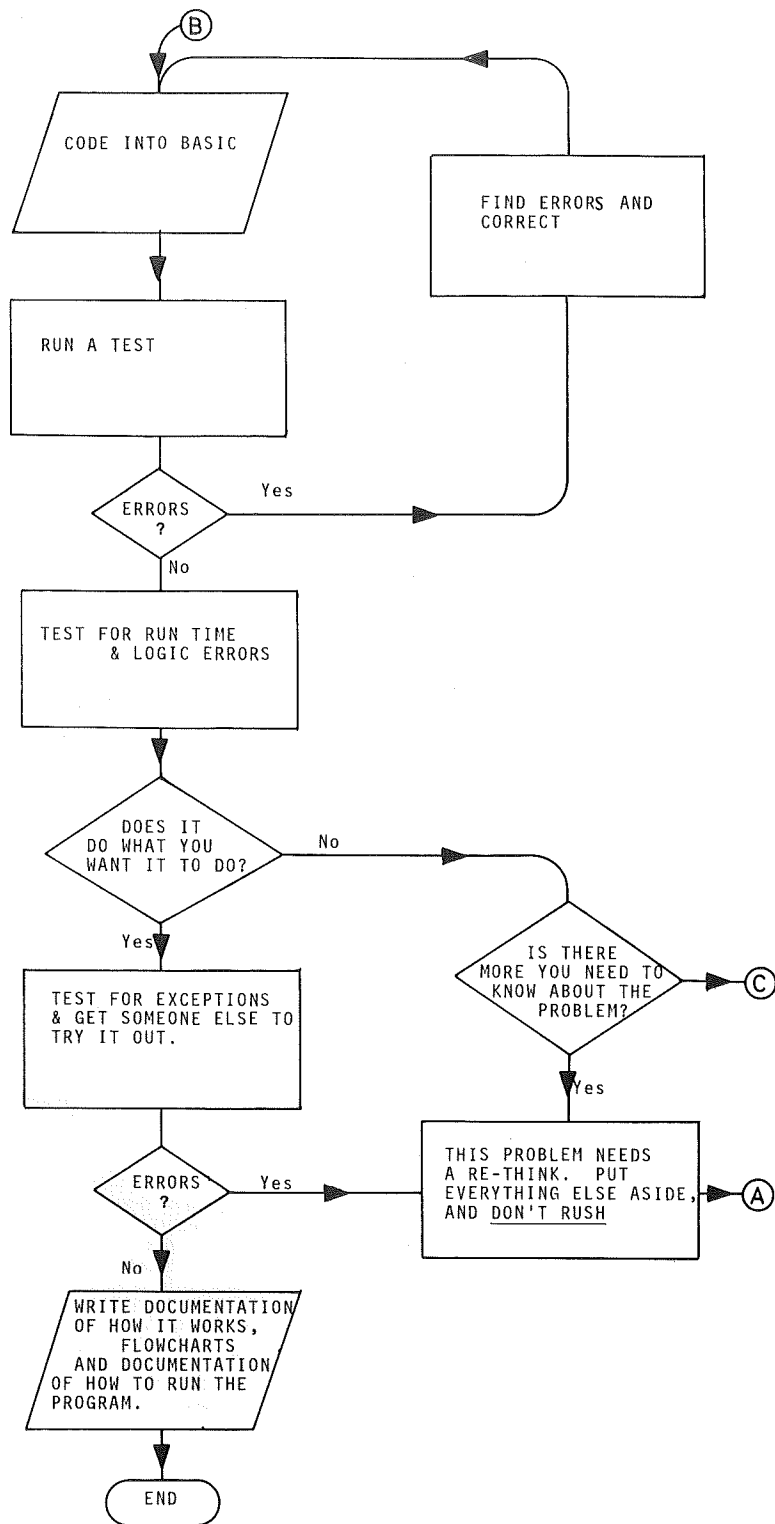 B
CODE INTO BASIC
FIND ERRORS AND
CORRECT
RUN A TEST
ERRORS
?
Yes
No
TEST FOR RUN TIME
& LOGIC ERRORS
DOES IT
DO WHAT YOU
WANT IT TO DO?
No
Yes
IS THERE
MORE YOU NEED TO
KNOW ABOUT THE
PROBLEM?
C
Yes
TEST FOR EXCEPTIONS
& GET SOMEONE ELSE TO
TRY IT OUT.
THIS PROBLEM NEEDS
A RE-THINK. PUT
EVERYTHING ELSE ASIDE,
AND DON'T RUSH
A
ERRORS
?
Yes
No
WRITE DOCUMENTATION
OF HOW IT WORKS,
FLOWCHARTS
AND DOCUMENTATION
OF HOW TO RUN THE
PROGRAM.
END